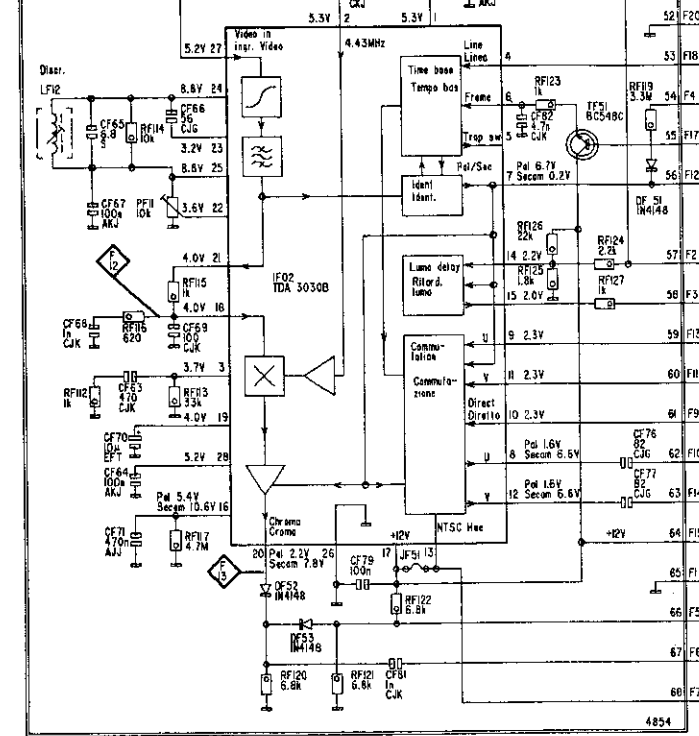 CKJ
AKJ
5.3V 2
5.3V 1
52 F20
Video in
ingr. Video
5.2V 27
4.43MHz
Line
Linea 4
53 F18
Discr.
LF12
Time base
Tempo bas
RF123
1k
RF119
3.3M
54 F4
8.8V 24
Frame 6
TF51
BC548C
CF65
6.8
RF114
10k
CF66
56
CJG
CF82
4.7n
CJK
Trop sw 5
55 F17
3.2V 23
8.6V 25
Pal/Sec
Pal 6.7V
7 Secam 0.2V
56 F12
Ident
Ident.
DF 51
1N4148
CF67
100n
AKJ
PF11
10k
3.6V 22
RF126
22k
F
12
4.0V 21
14 2.2V
RF124
2.2k
57 F2
IF02
TDA 3030B
Luma delay
Ritard.
luma
RF125
1.8k
RF127
1k
RF115
1k
15 2.0V
58 F3
4.0V 18
CF68
1n
CJK
RF116
620
CF69
100
CJK
U 9 2.3V
59 F13
Commu-
tation
3.7V 3
V 11 2.3V
60 F11
Commuta-
zione
RF112
1k
CF63
470
CJK
RF113
33k
Direct
Diretto 10 2.3V
61 F9
4.0V 19
CF70
10µ
EFT
CF76
82
CJG
Pal 1.6V
U 8 Secam 6.6V
62 F10
5.2V 28
CF64
100n
AKJ
CF77
82
CJG
Pal 1.6V
V 12 Secam 6.6V
63 F14
Pal 5.4V
Secam 10.6V 16
Chroma
Croma
NTSC Hue
CF71
470n
AJJ
RF117
4.7M
+12V
+12V
64 F15
20 Pal 2.2V 26
Secam 7.8V
17
JF51
13
F
13
CF79
100n
65 F1
DF52
1N4148
RF122
6.8k
66 F5
DF53
1N4148
67 F6
RF120
6.8k
RF121
6.8k
CF81
1n
CJK
68 F7
4854